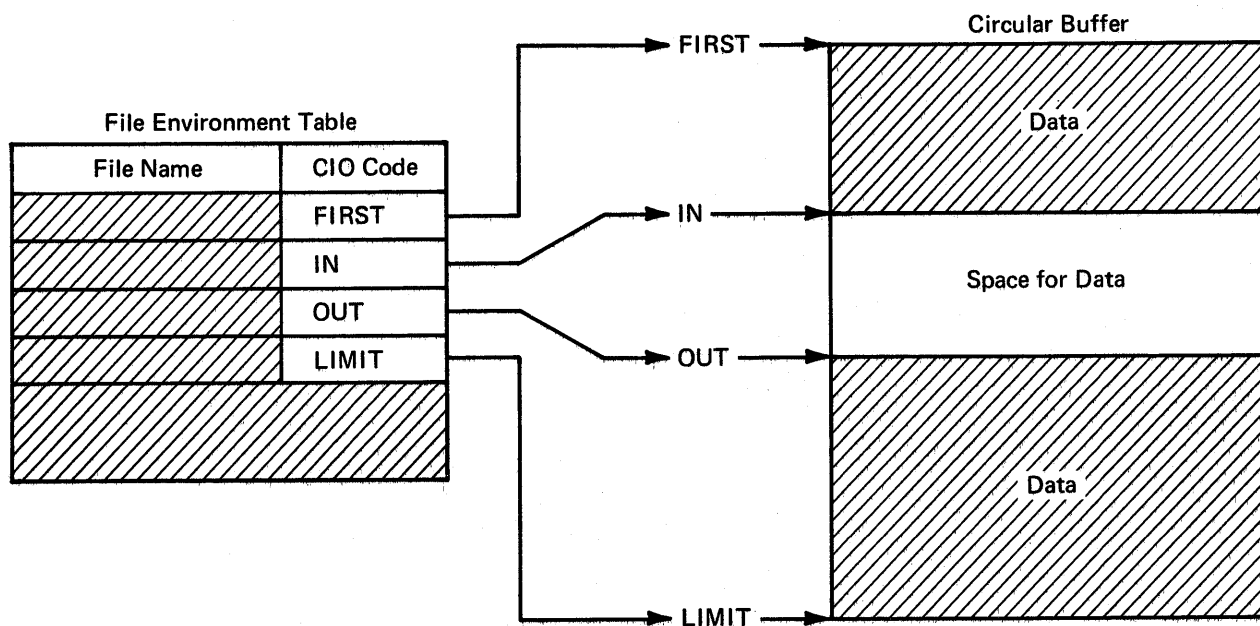 Circular Buffer
FIRST
Data
File Environment Table
File Name CIO Code
FIRST
IN
OUT
LIMIT
IN
Space for Data
OUT
Data
LIMIT